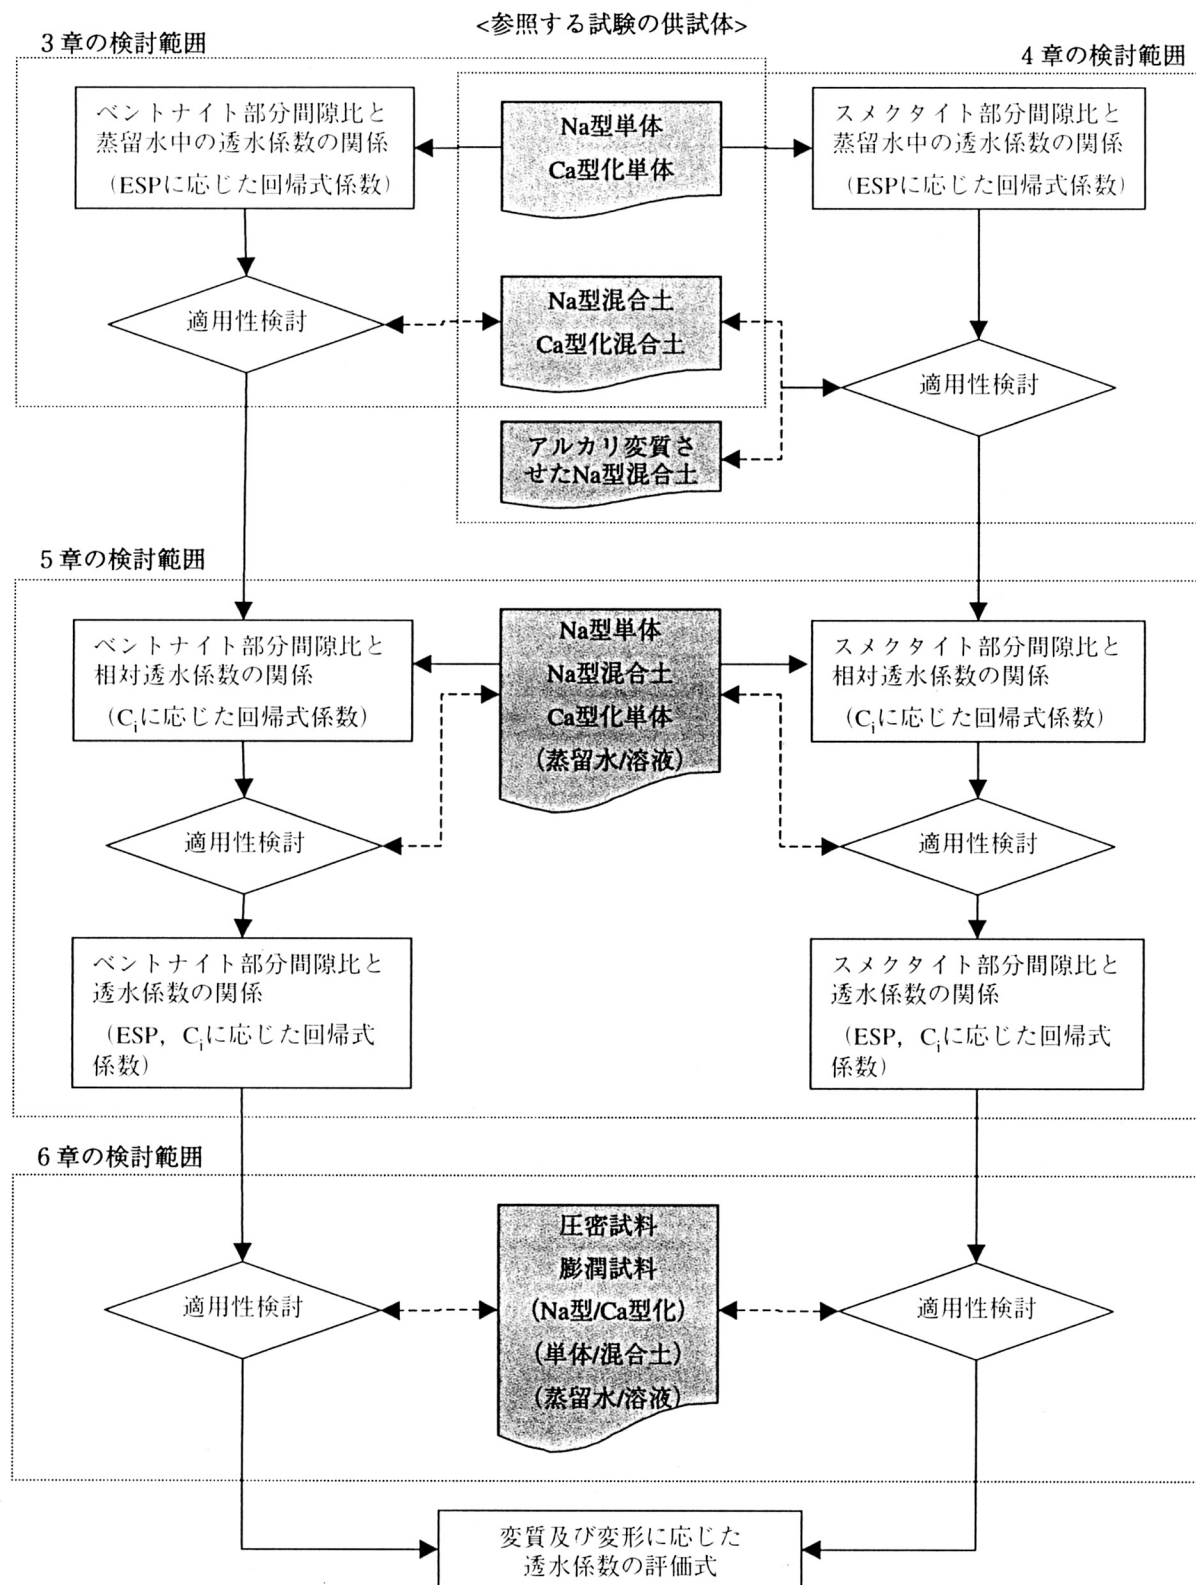 <参照する試験の供試体>
3章の検討範囲
4章の検討範囲
ベントナイト部分間隙比と
蒸留水中の透水係数の関係
(ESPに応じた回帰式係数)
Na型単体
Ca型化単体
スメクタイト部分間隙比と
蒸留水中の透水係数の関係
(ESPに応じた回帰式係数)
適用性検討
Na型混合土
Ca型化混合土
適用性検討
アルカリ変質さ
せたNa型混合土
5章の検討範囲
ベントナイト部分間隙比と
相対透水係数の関係
(Ciに応じた回帰式係数)
Na型単体
Na型混合土
Ca型化単体
(蒸留水/溶液)
スメクタイト部分間隙比と
相対透水係数の関係
(Ciに応じた回帰式係数)
適用性検討
適用性検討
ベントナイト部分間隙比と
透水係数の関係
(ESP, Ciに応じた回帰式
係数)
スメクタイト部分間隙比と
透水係数の関係
(ESP, Ciに応じた回帰式
係数)
6章の検討範囲
適用性検討
圧密試料
膨潤試料
(Na型/Ca型化)
(単体/混合土)
(蒸留水/溶液)
適用性検討
変質及び変形に応じた
透水係数の評価式